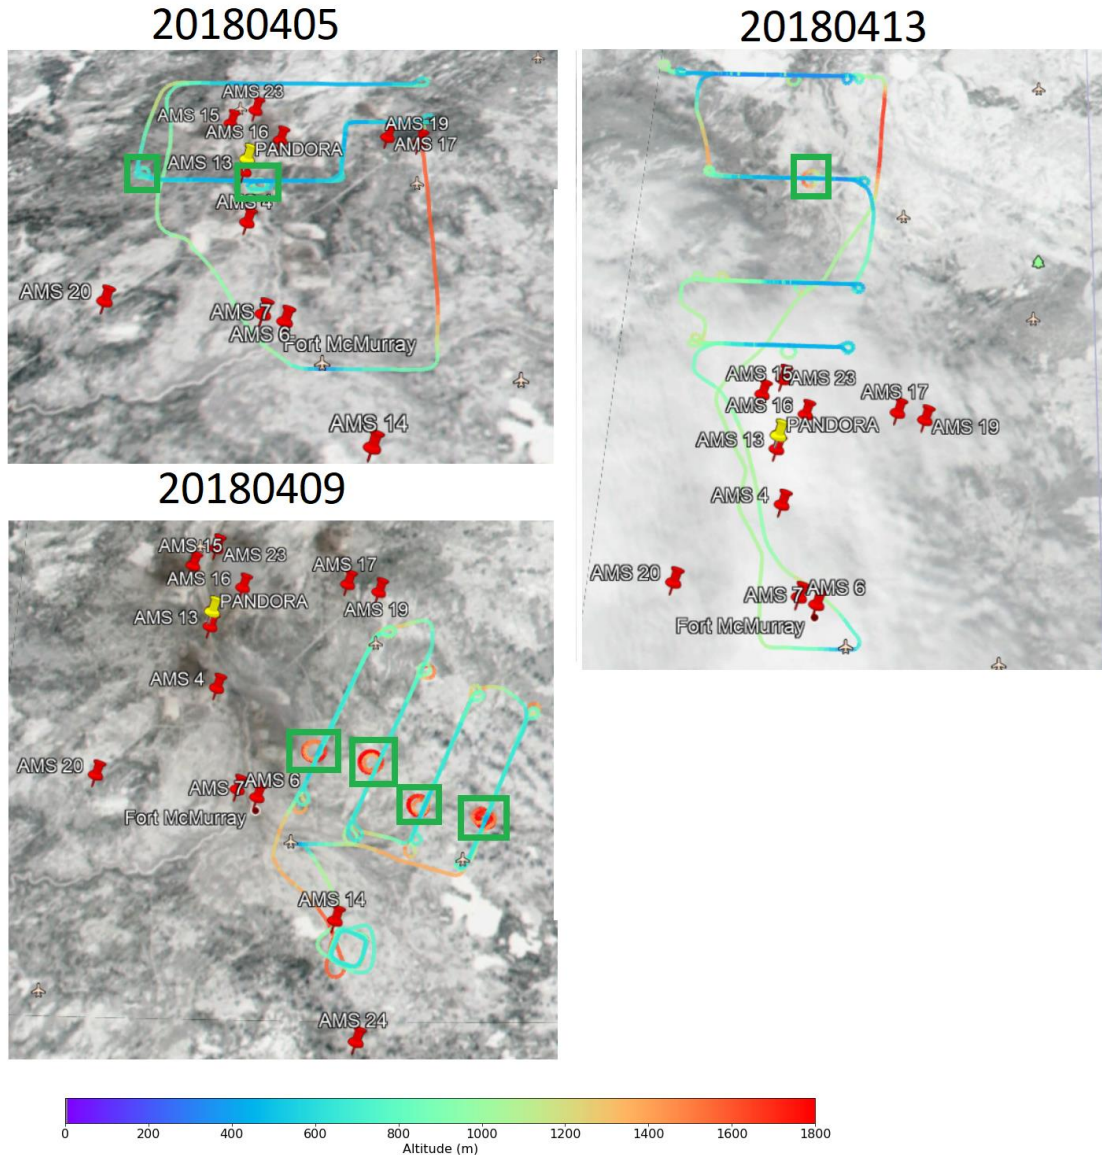 20180405
AMS 23
AMS 15
AMS 16
AMS 19
PANDORA
AMS 17
AMS 13
AMS 4
AMS 20
AMS 7
AMS 6
Fort McMurray
AMS 14
20180413
AMS 15
AMS 23
AMS 17
AMS 16
PANDORA
AMS 19
AMS 13
AMS 4
AMS 20
AMS 7
AMS 6
Fort McMurray
20180409
AMS 15
AMS 23
AMS 17
AMS 16
PANDORA
AMS 19
AMS 13
AMS 4
AMS 20
AMS 7
AMS 6
Fort McMurray
AMS 14
AMS 24
0 200 400 600 800 1000 1200 1400 1600 1800
Altitude (m)